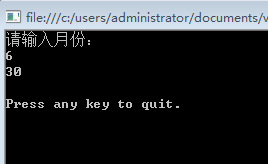 file:///c:/users/administrator/documents/v
请输入月份：
6
30
Press any key to quit.